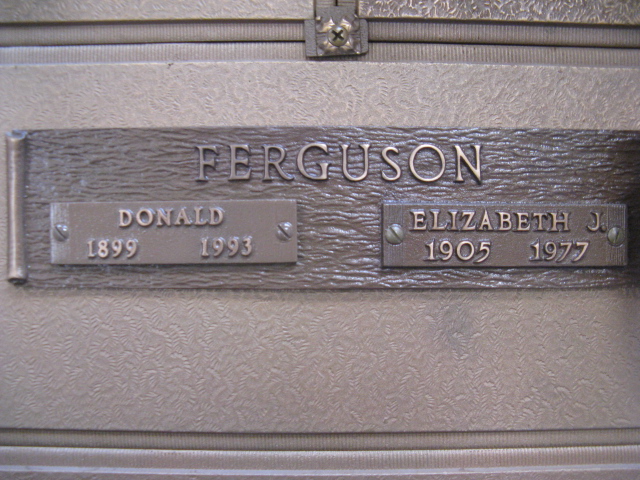 FERGUSON
DONALD
1899 1993
ELIZABETH J.
1905 1977